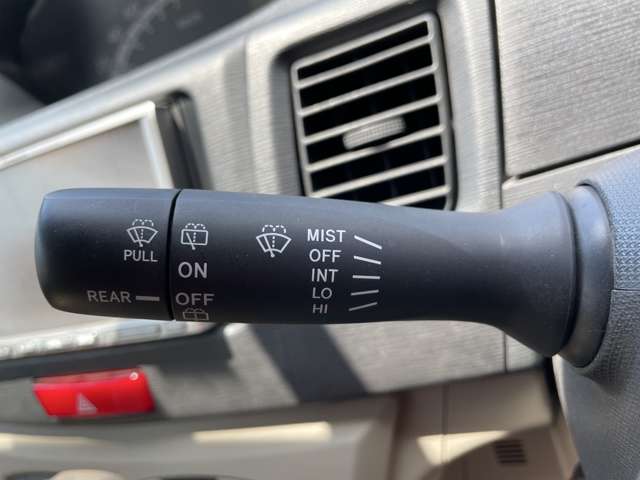 PULL
REAR
ON
OFF
MIST
OFF
INT
LO
HI